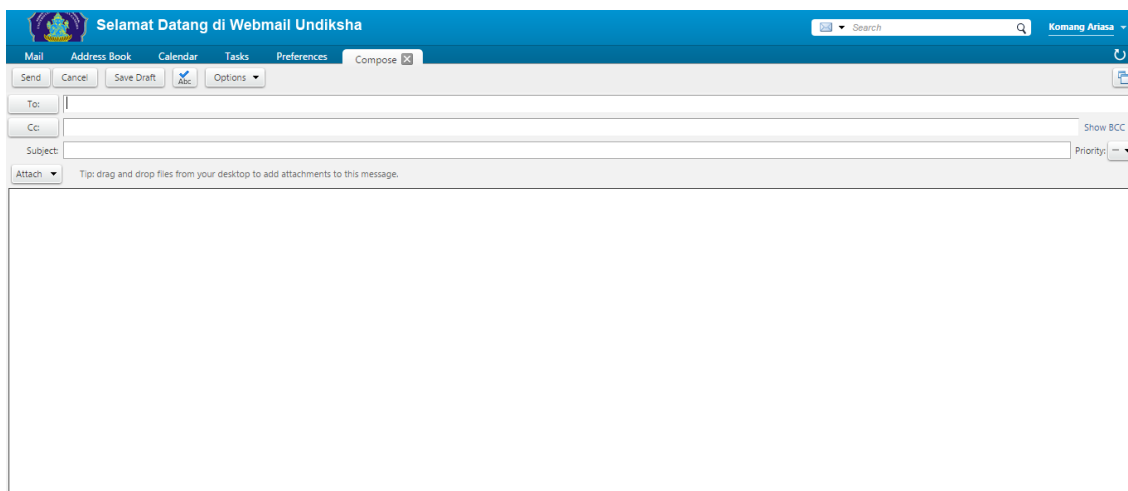 Selamat Datang di Webmail Undiksha
Search
Komang Ariasa
Mail Address Book Calendar Tasks Preferences Compose
Send Cancel Save Draft Abc Options
To:
Cc: Show BCC
Subject: Priority: --
Attach Tip: drag and drop files from your desktop to add attachments to this message.